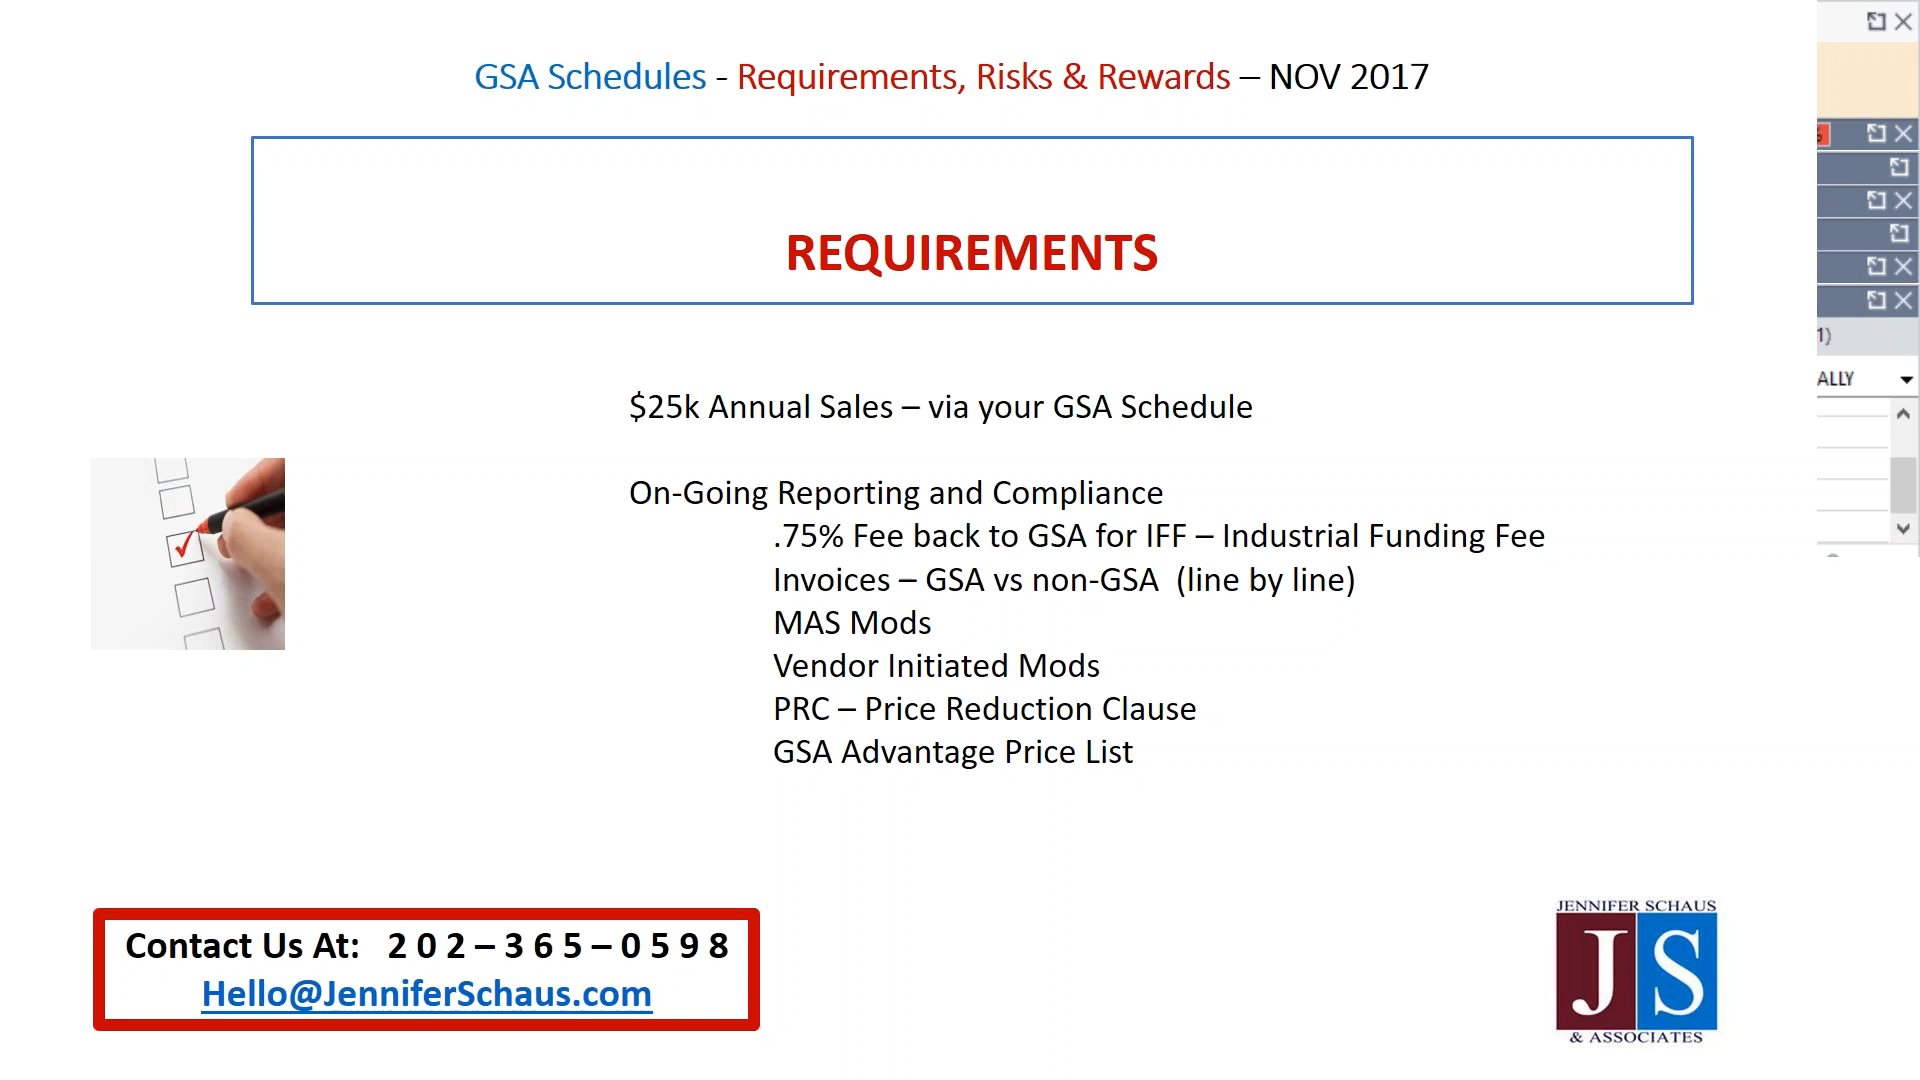 GSA Schedules - Requirements, Risks & Rewards – NOV 2017
REQUIREMENTS
$25k Annual Sales – via your GSA Schedule
On-Going Reporting and Compliance
.75% Fee back to GSA for IFF – Industrial Funding Fee
Invoices – GSA vs non-GSA (line by line)
MAS Mods
Vendor Initiated Mods
PRC – Price Reduction Clause
GSA Advantage Price List
1)
ALLY
Contact Us At: 2 0 2 – 3 6 5 – 0 5 9 8
Hello@JenniferSchaus.com
JENNIFER SCHAUS
JS
& ASSOCIATES